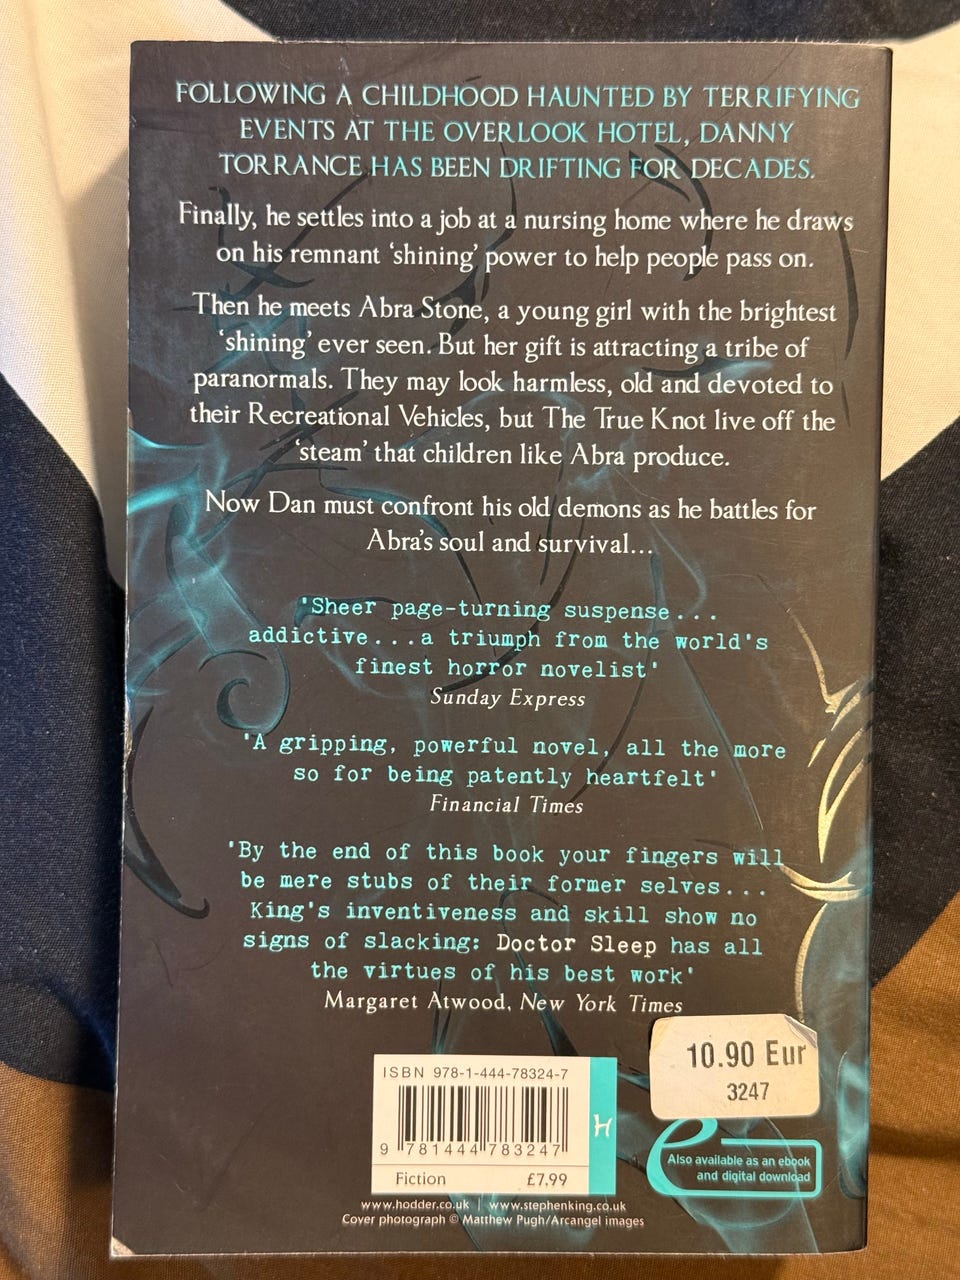 FOLLOWING A CHILDHOOD HAUNTED BY TERRIFYING
EVENTS AT THE OVERLOOK HOTEL, DANNY
TORRANCE HAS BEEN DRIFTING FOR DECADES.
Finally, he settles into a job at a nursing home where he draws
on his remnant ‘shining’ power to help people pass on.
Then he meets Abra Stone, a young girl with the brightest
‘shining’ ever seen. But her gift is attracting a tribe of
paranormals. They may look harmless, old and devoted to
their Recreational Vehicles, but The True Knot live off the
‘steam’ that children like Abra produce.
Now Dan must confront his old demons as he battles for
Abra’s soul and survival...
'Sheer page-turning suspense...
addictive...a triumph from the world's
finest horror novelist'
Sunday Express
'A gripping, powerful novel, all the more
so for being patently heartfelt'
Financial Times
'By the end of this book your fingers will
be mere stubs of their former selves...
King's inventiveness and skill show no
signs of slacking: Doctor Sleep has all
the virtues of his best work'
Margaret Atwood, New York Times
10.90 Eur
3247
ISBN 978-1-444-78324-7
9 781444 783247
H
Fiction £7.99
e
Also available as an ebook
and digital download
www.hodder.co.uk | www.stephenking.co.uk
Cover photograph © Matthew Pugh/Arcangel images